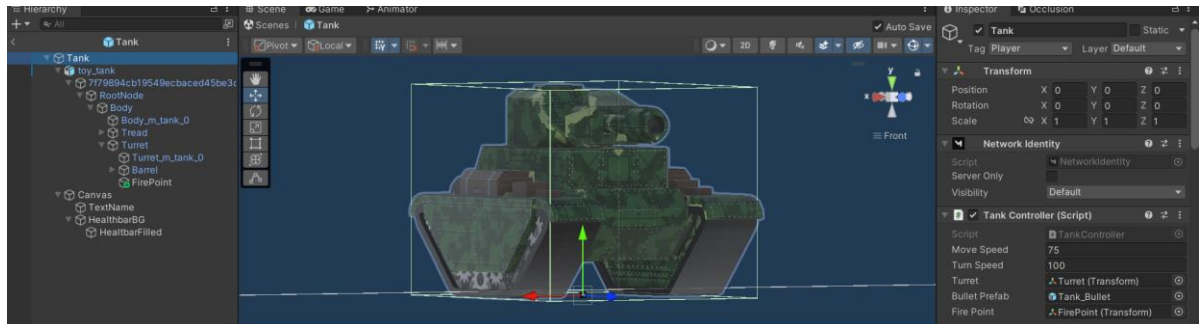 Hierarchy
All
Tank
Tank
toy_tank
7f79894cb19549ecbaced45be3c
RootNode
Body
Body_m_tank_0
Tread
Turret
Turret_m_tank_0
Barrel
FirePoint
Canvas
TextName
HealthbarBG
HealtbarFilled
Scene Game Animator
Scenes Tank Auto Save
Pivot Local 2D
y
x
Front
Inspector Occlusion
Tank Static
Tag Player Layer Default
Transform
Position X 0 Y 0 Z 0
Rotation X 0 Y 0 Z 0
Scale X 1 Y 1 Z 1
Network Identity
Script NetworkIdentity
Server Only
Visibility Default
Tank Controller (Script)
Script TankController
Move Speed 75
Turn Speed 100
Turret Turret (Transform)
Bullet Prefab Tank_Bullet
Fire Point FirePoint (Transform)